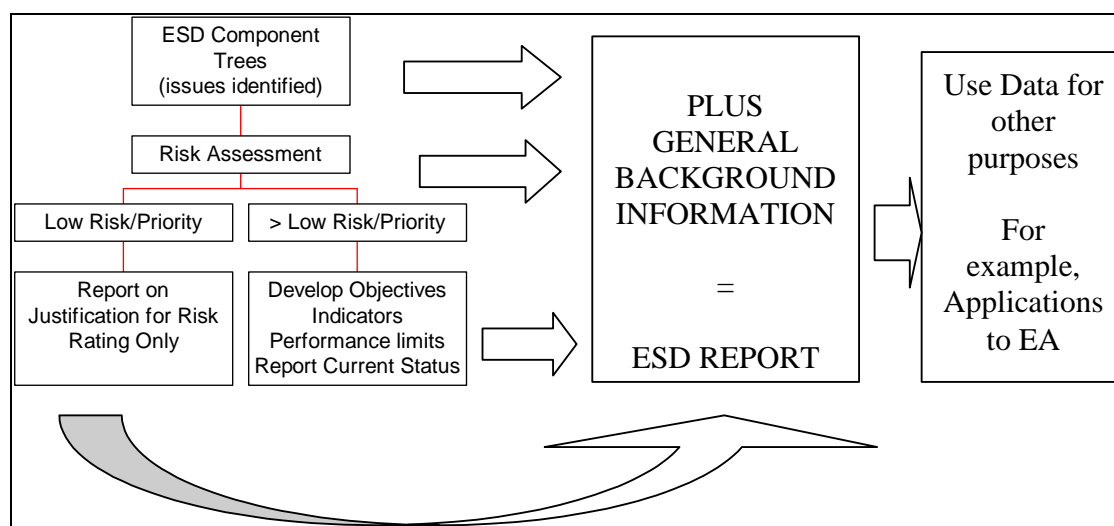 ESD Component
Trees
(issues identified)
Risk Assessment
Low Risk/Priority
> Low Risk/Priority
Report on
Justification for Risk
Rating Only
Develop Objectives
Indicators
Performance limits
Report Current Status
PLUS
GENERAL
BACKGROUND
INFORMATION
=
ESD REPORT
Use Data for
other
purposes
For
example,
Applications
to EA